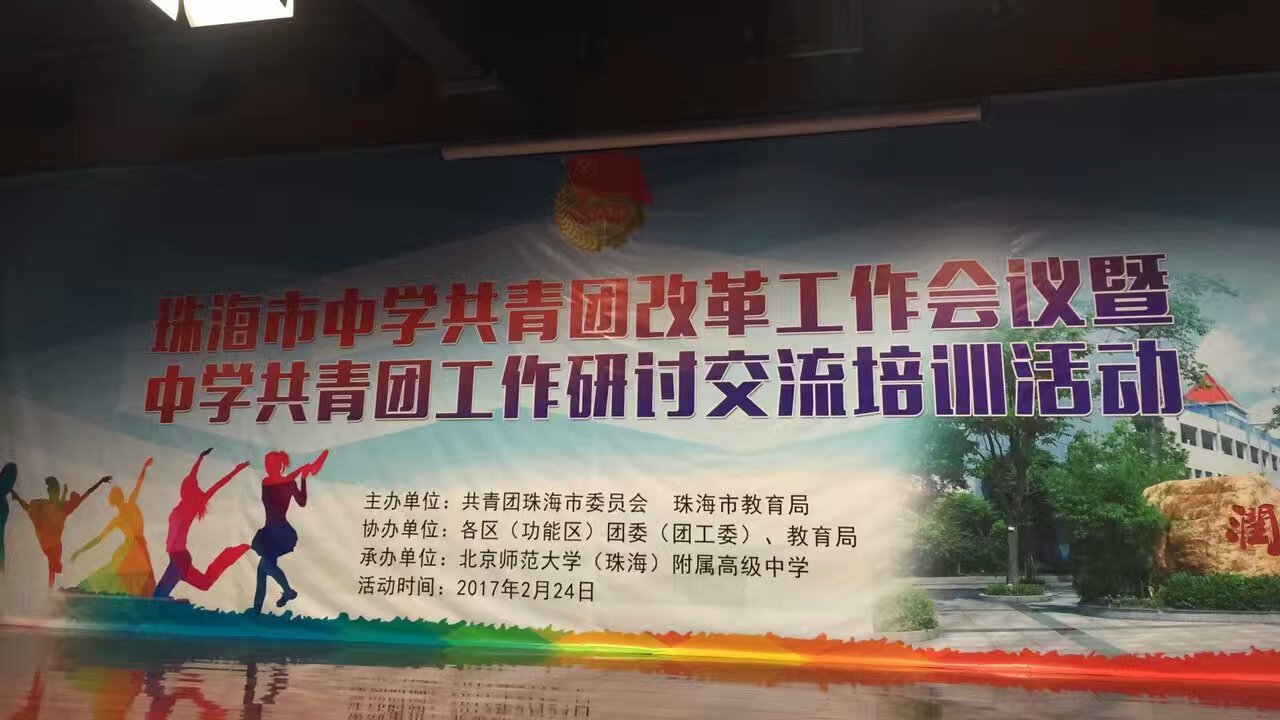 珠海市中学共青团改革工作会议暨
中学共青团工作研讨交流培训活动
主办单位：共青团珠海市委员会　珠海市教育局
协办单位：各区（功能区）团委（团工委）、教育局
承办单位：北京师范大学（珠海）附属高级中学
活动时间：2017年2月24日
润